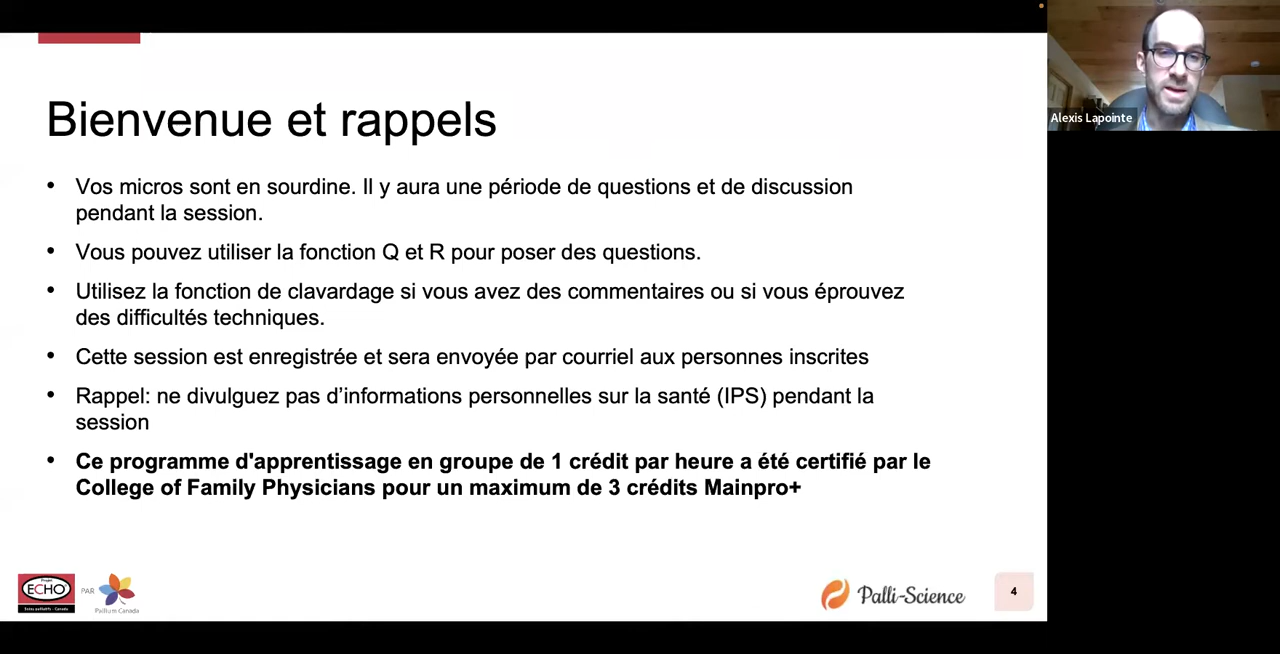 Bienvenue et rappels
• Vos micros sont en sourdine. Il y aura une période de questions et de discussion
pendant la session.
• Vous pouvez utiliser la fonction Q et R pour poser des questions.
• Utilisez la fonction de clavardage si vous avez des commentaires ou si vous éprouvez
des difficultés techniques.
• Cette session est enregistrée et sera envoyée par courriel aux personnes inscrites
• Rappel: ne divulguez pas d’informations personnelles sur la santé (IPS) pendant la
session
• Ce programme d'apprentissage en groupe de 1 crédit par heure a été certifié par le
College of Family Physicians pour un maximum de 3 crédits Mainpro+
Projet
ECHO
Soins palliatifs · Canada
PAR
Pallium Canada
Palli-Science
4
Alexis Lapointe